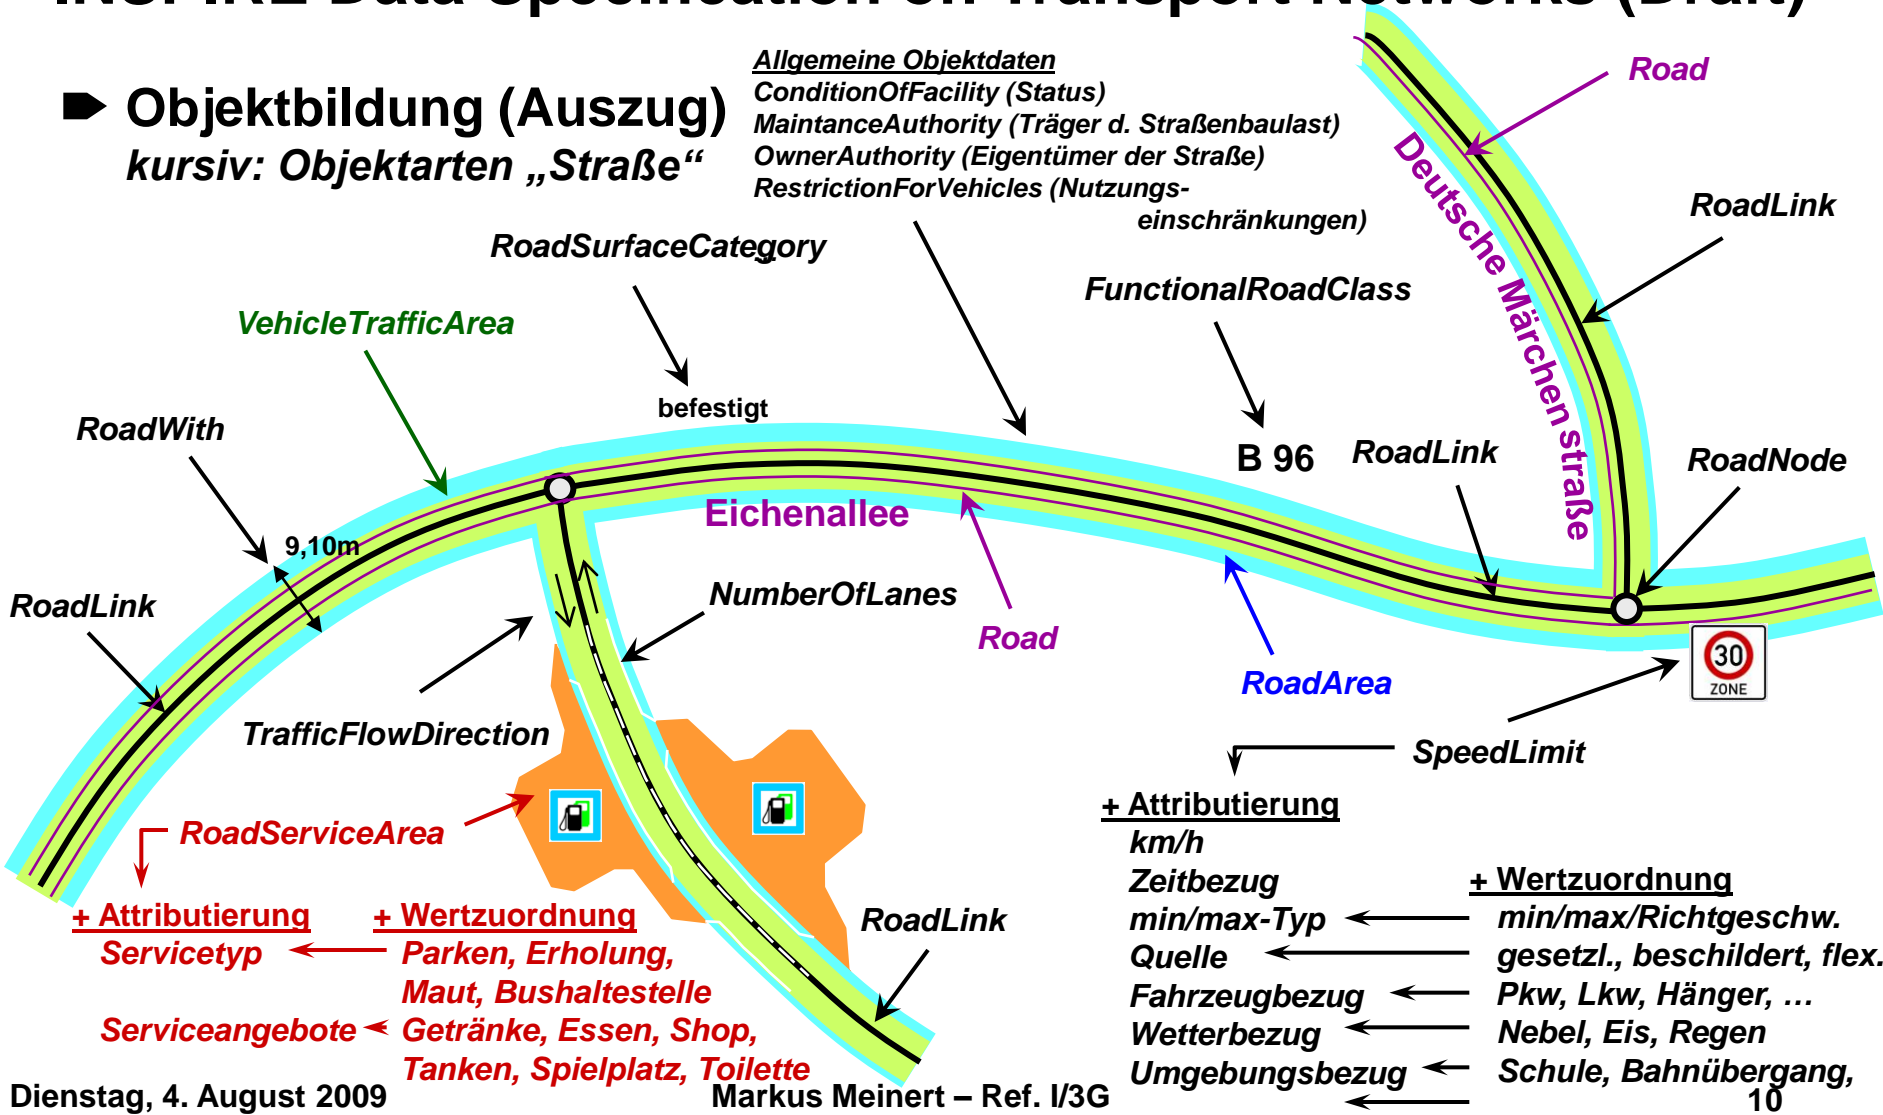 INSPIRE Data Specification on Transport Networks (Draft)
Objektbildung (Auszug)
kursiv: Objektarten „Straße“
Allgemeine Objektdaten
ConditionOfFacility (Status)
MaintanceAuthority (Träger d. Straßenbaulast)
OwnerAuthority (Eigentümer der Straße)
RestrictionForVehicles (Nutzungs-
einschränkungen)
Road
Deutsche Märchenstraße
RoadLink
RoadSurfaceCategory
FunctionalRoadClass
VehicleTrafficArea
befestigt
RoadWith
B 96
RoadLink
RoadNode
Eichenallee
9,10m
RoadLink
NumberOfLanes
Road
RoadArea
30
ZONE
TrafficFlowDirection
SpeedLimit
RoadServiceArea
+ Attributierung
Servicetyp
Serviceangebote
+ Wertzuordnung
Parken, Erholung,
Maut, Bushaltestelle
Getränke, Essen, Shop,
Tanken, Spielplatz, Toilette
RoadLink
+ Attributierung
km/h
Zeitbezug
min/max-Typ
Quelle
Fahrzeugbezug
Wetterbezug
Umgebungsbezug
+ Wertzuordnung
min/max/Richtgeschw.
gesetzl., beschildert, flex.
Pkw, Lkw, Hänger, …
Nebel, Eis, Regen
Schule, Bahnübergang,
Dienstag, 4. August 2009
Markus Meinert – Ref. I/3G
10